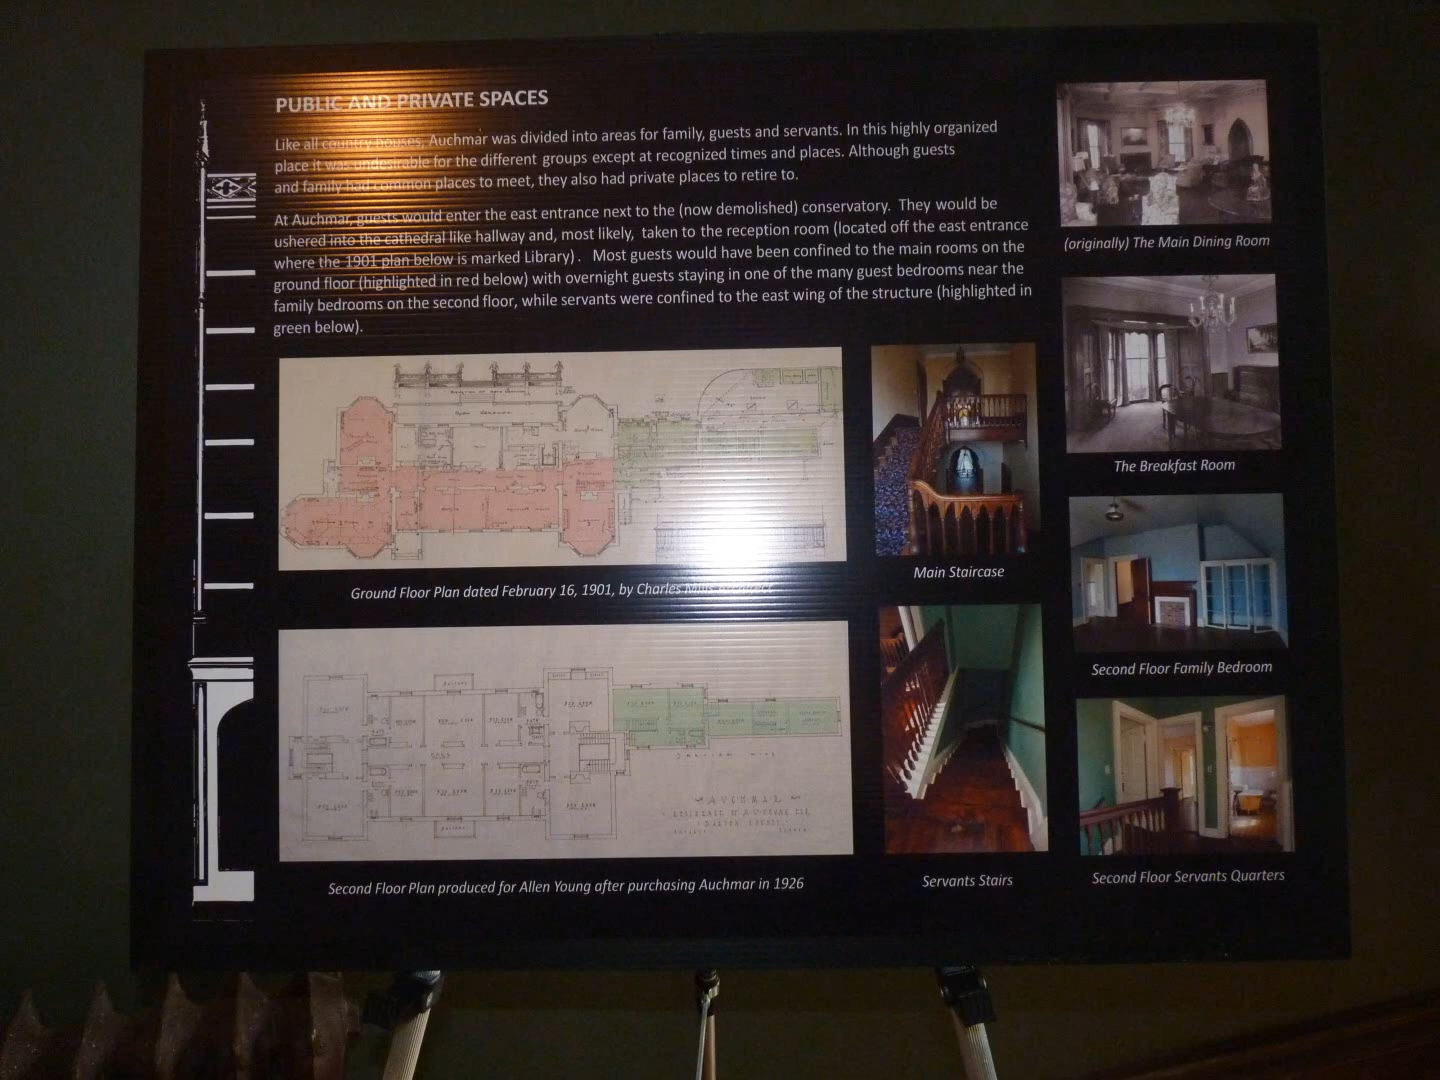 PUBLIC AND PRIVATE SPACES
Like all country houses, Auchmar was divided into areas for family, guests and servants. In this highly organized
place it was undesirable for the different groups except at recognized times and places. Although guests
and family had common places to meet, they also had private places to retire to.
At Auchmar, guests would enter the east entrance next to the (now demolished) conservatory. They would be
ushered into the cathedral like hallway and, most likely, taken to the reception room (located off the east entrance
where the 1901 plan below is marked Library). Most guests would have been confined to the main rooms on the
ground floor (highlighted in red below) with overnight guests staying in one of the many guest bedrooms near the
family bedrooms on the second floor, while servants were confined to the east wing of the structure (highlighted in
green below).
(originally) The Main Dining Room
The Breakfast Room
Ground Floor Plan dated February 16, 1901, by Charles Mills Architect
Main Staircase
Second Floor Family Bedroom
AUCHMAR
Second Floor Plan produced for Allen Young after purchasing Auchmar in 1926
Servants Stairs
Second Floor Servants Quarters